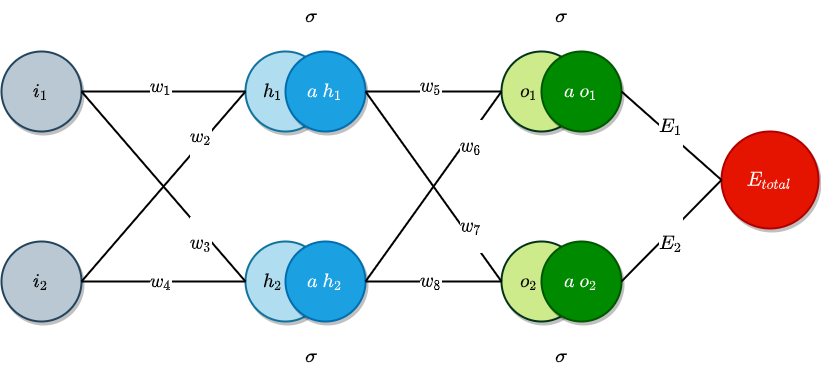 σ σ
i₁ w₁ h₁ a h₁ w₅ o₁ a o₁
E₁
w₂ w₆
E_total
w₃ w₇
E₂
i₂ w₄ h₂ a h₂ w₈ o₂ a o₂
σ σ